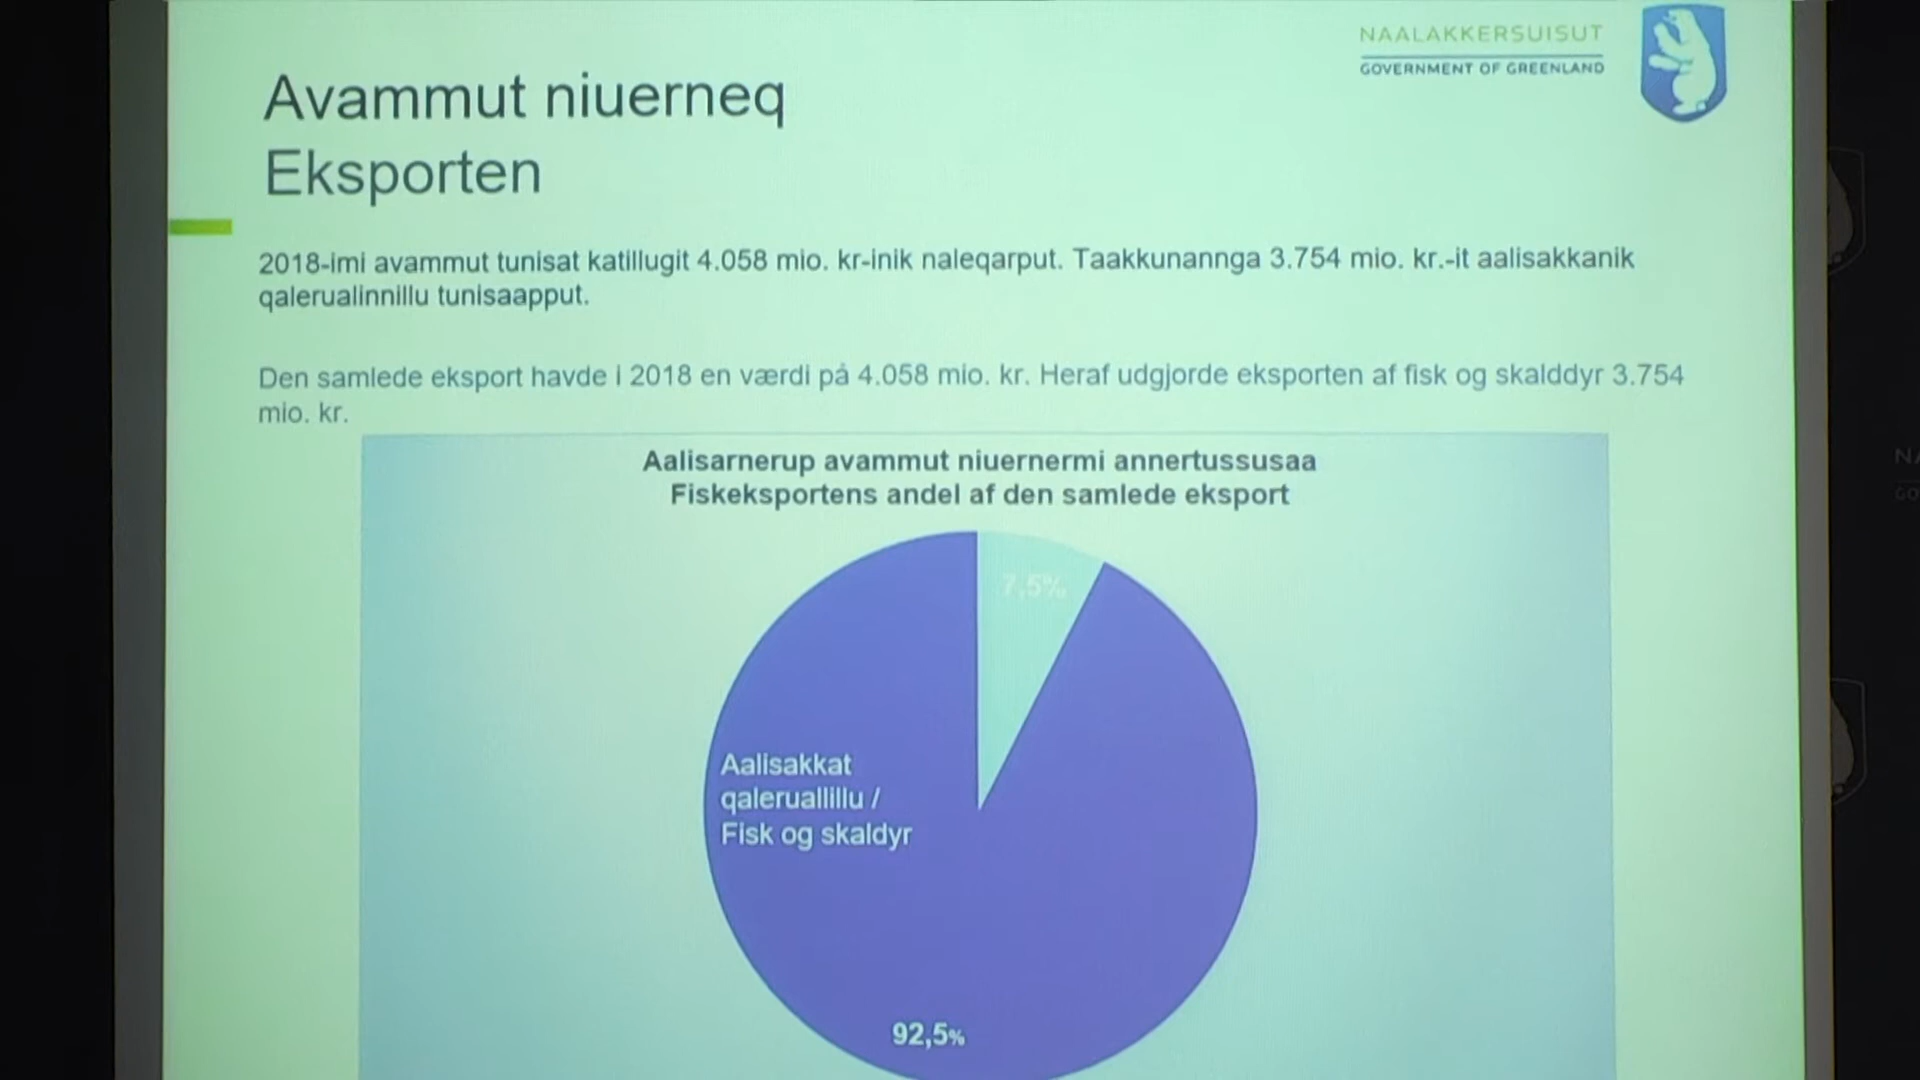 NAALAKKERSUISUT
GOVERNMENT OF GREENLAND
Avammut niuerneq
Eksporten
2018-imi avammut tunisat katillugit 4.058 mio. kr-inik naleqarput. Taakkunannga 3.754 mio. kr.-it aalisakkanik
qalerualinnillu tunisaapput.
Den samlede eksport havde i 2018 en værdi på 4.058 mio. kr. Heraf udgjorde eksporten af fisk og skalddyr 3.754
mio. kr.
Aalisarnerup avammut niuernermi annertussusaa
Fiskeksportens andel af den samlede eksport
7,5%
Aalisakkat
qaleruallillu /
Fisk og skaldyr
92,5%